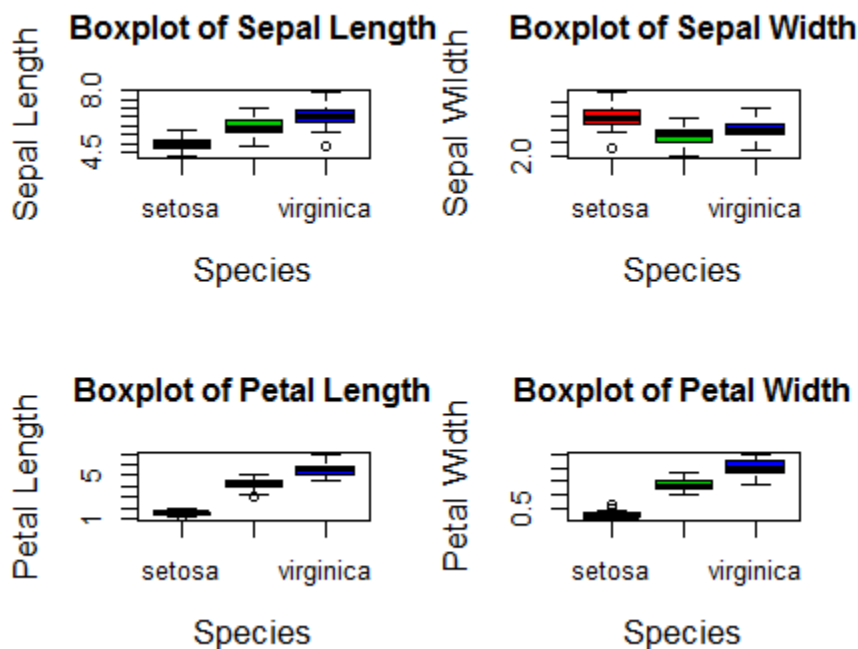 Boxplot of Sepal Length
Sepal Length
8.0
4.5
setosa virginica
Species
Boxplot of Sepal Width
Sepal Wildth
2.0
setosa virginica
Species
Boxplot of Petal Length
Petal Length
5
1
setosa virginica
Species
Boxplot of Petal Width
Petal Width
0.5
setosa virginica
Species